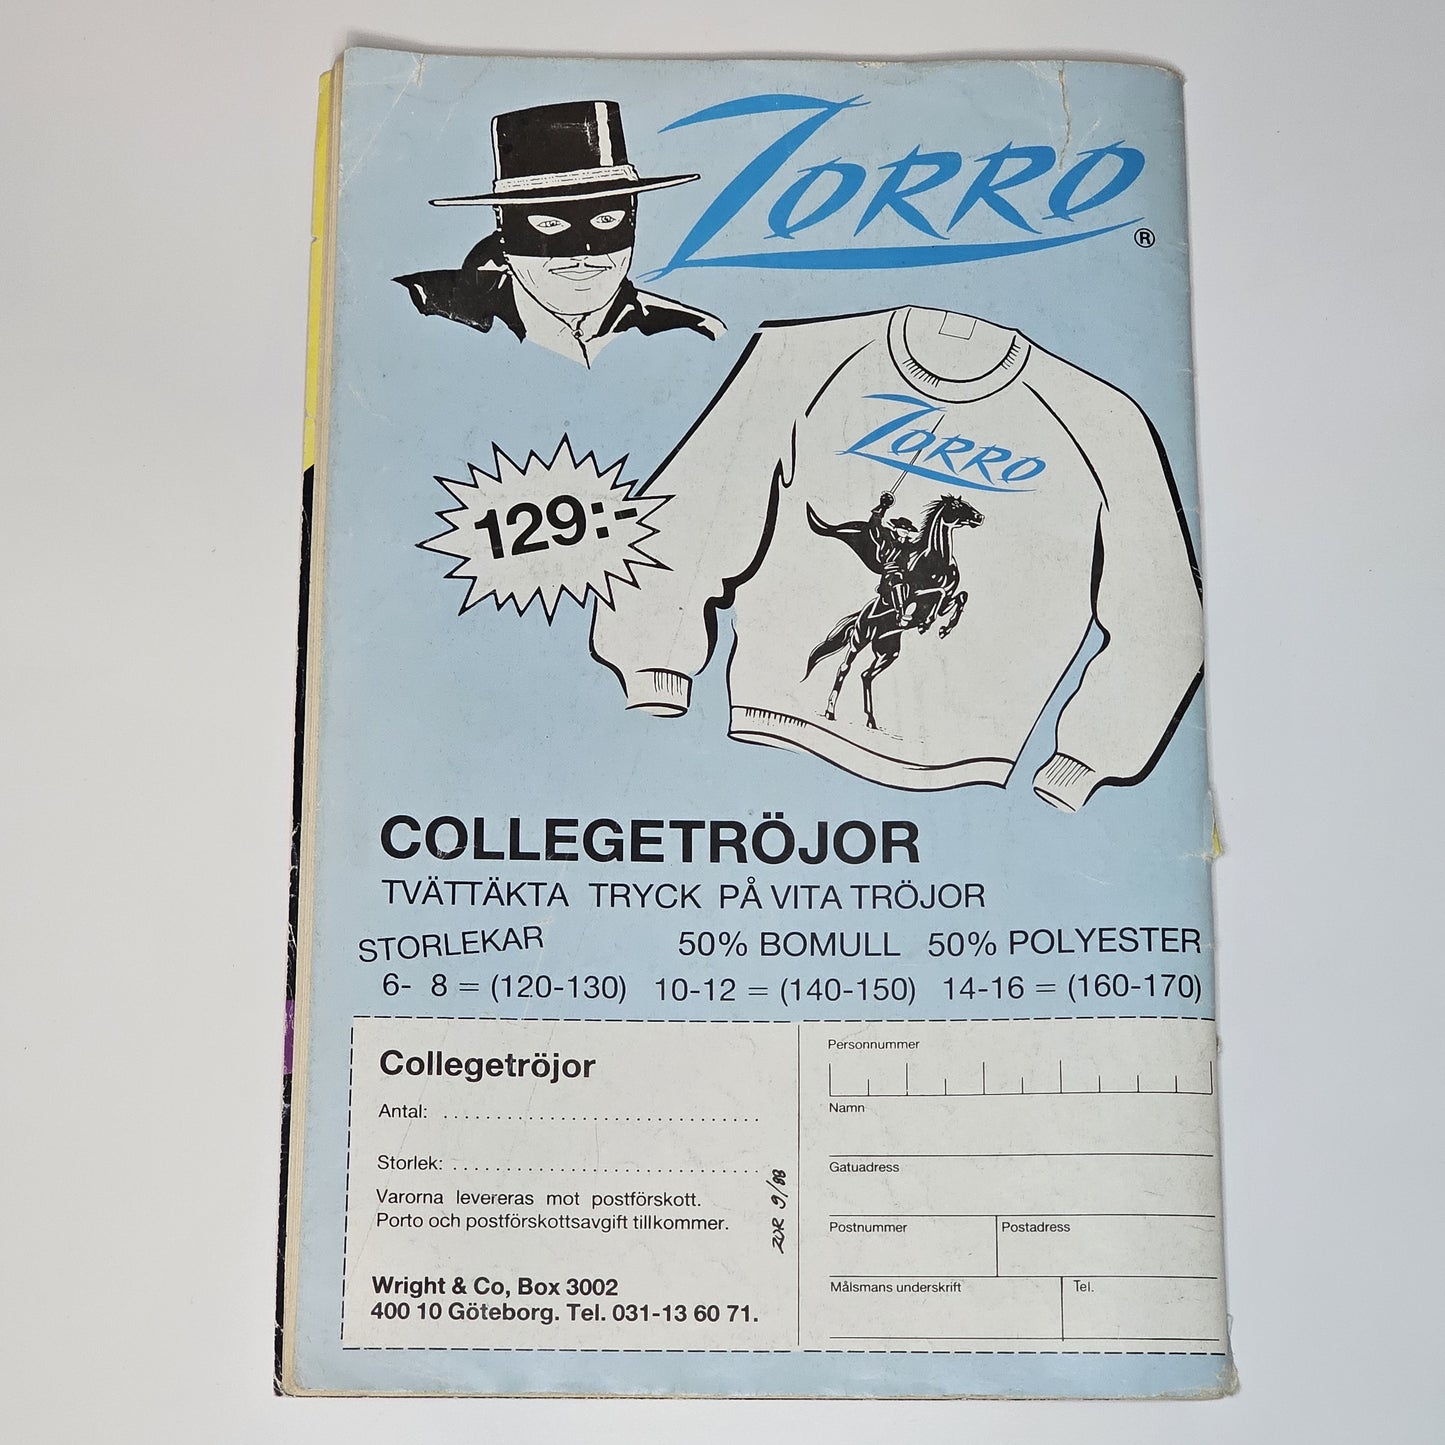 ZORRO
®
ZORRO
129:-
COLLEGETRÖJOR
TVÄTTÄKTA TRYCK PÅ VITA TRÖJOR
STORLEKAR 50% BOMULL 50% POLYESTER
6- 8 = (120-130) 10-12 = (140-150) 14-16 = (160-170)
Collegetröjor
Antal: ..............................
Storlek: ..............................
Varorna levereras mot postförskott.
Porto och postförskottsavgift tillkommer.
Wright & Co, Box 3002
400 10 Göteborg. Tel. 031-13 60 71.
ZOR 9/88
Personnummer
Namn
Gatuadress
Postnummer Postadress
Målsmans underskrift Tel.